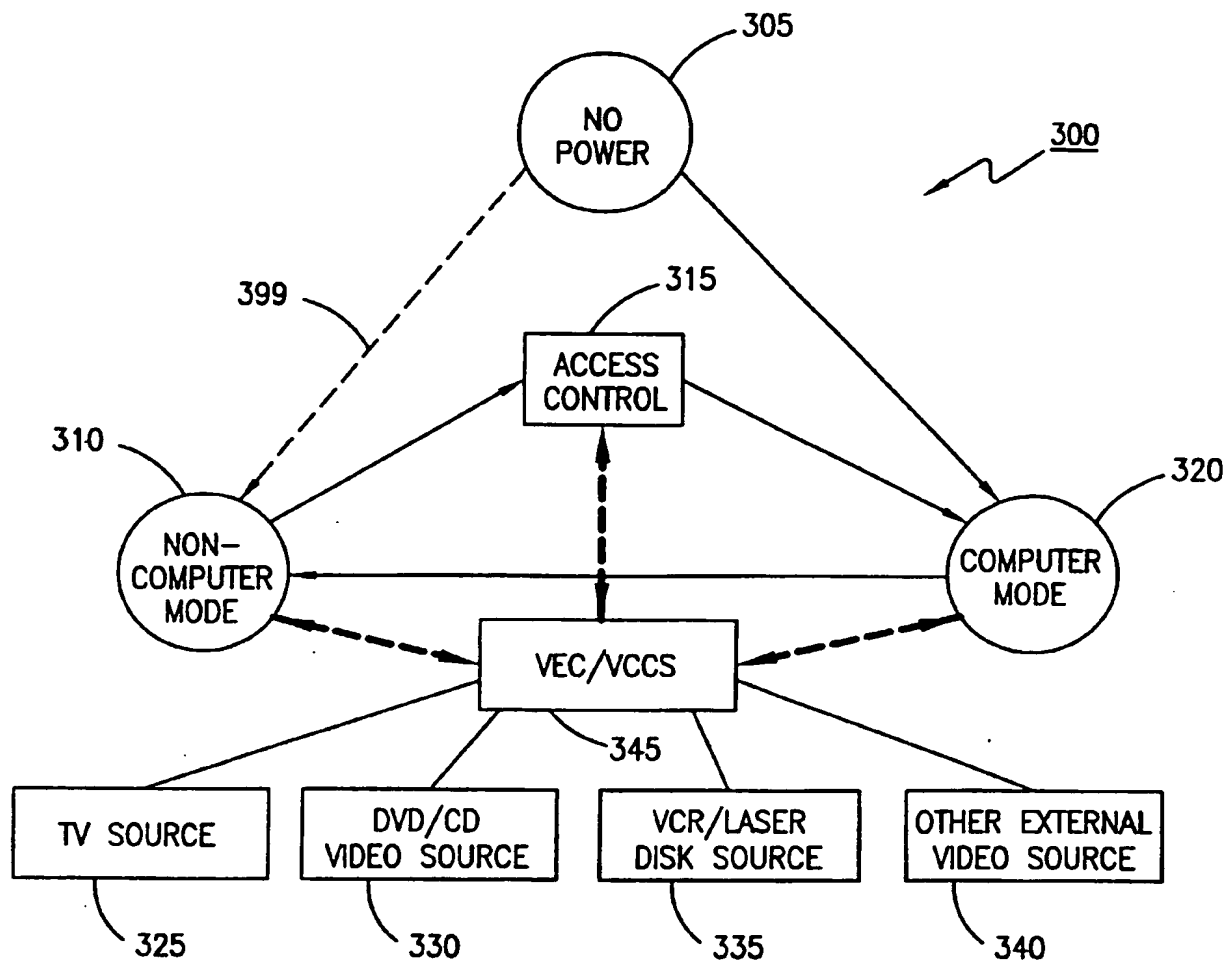 305
NO
POWER
300
399
315
ACCESS
CONTROL
310
320
NON-
COMPUTER
MODE
COMPUTER
MODE
VEC/VCCS
345
TV SOURCE
DVD/CD
VIDEO SOURCE
VCR/LASER
DISK SOURCE
OTHER EXTERNAL
VIDEO SOURCE
325
330
335
340